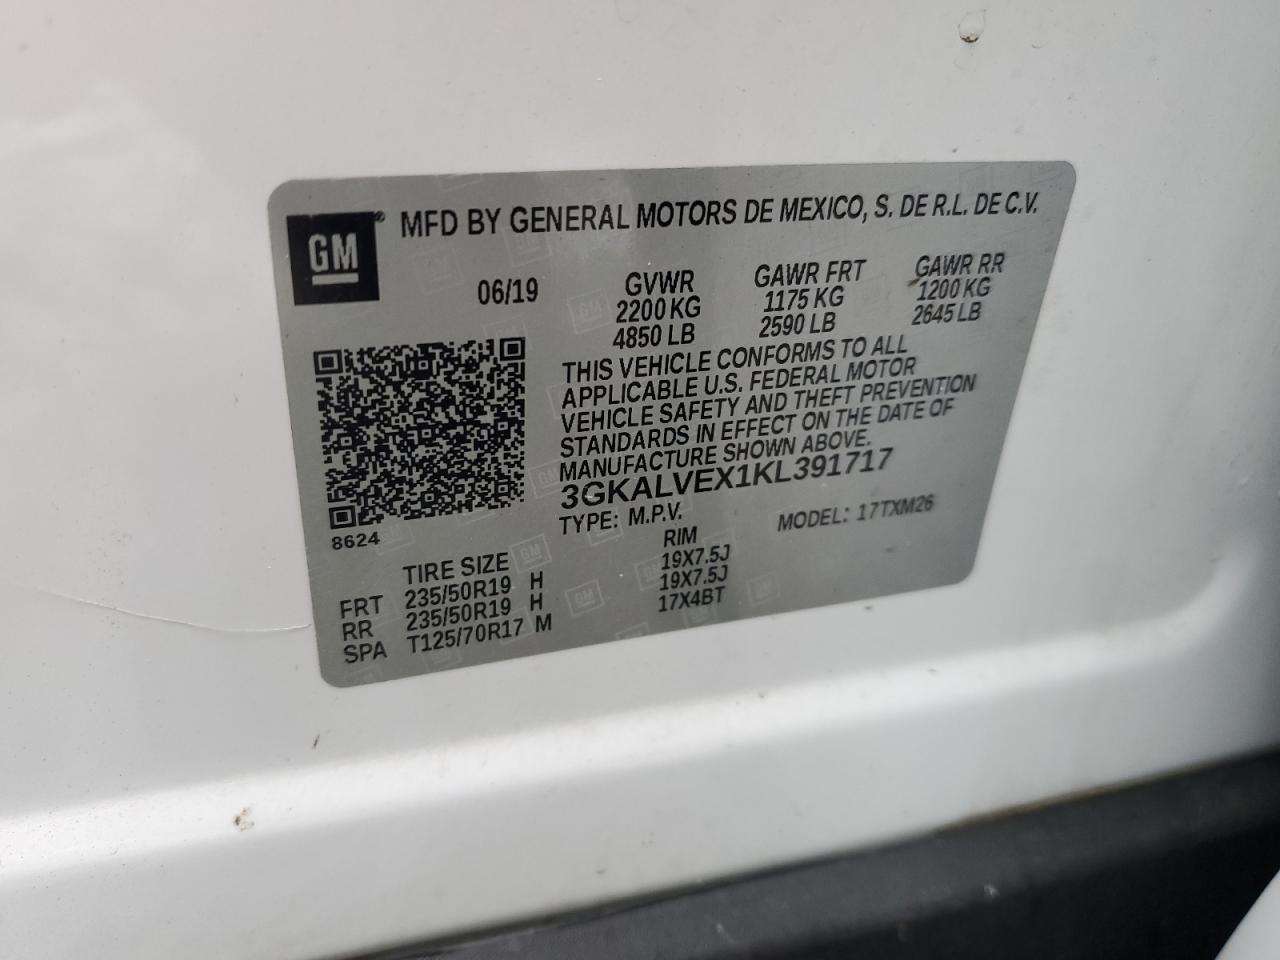 GM
MFD BY GENERAL MOTORS DE MEXICO, S. DE R.L. DE C.V.
06/19 GVWR GAWR FRT GAWR RR
2200 KG 1175 KG 1200 KG
4850 LB 2590 LB 2645 LB
THIS VEHICLE CONFORMS TO ALL
APPLICABLE U.S. FEDERAL MOTOR
VEHICLE SAFETY AND THEFT PREVENTION
STANDARDS IN EFFECT ON THE DATE OF
MANUFACTURE SHOWN ABOVE.
3GKALVEX1KL391717
TYPE: M.P.V. MODEL: 17TXM26
8624
TIRE SIZE RIM
FRT 235/50R19 H 19X7.5J
RR 235/50R19 H 19X7.5J
SPA T125/70R17 M 17X4BT